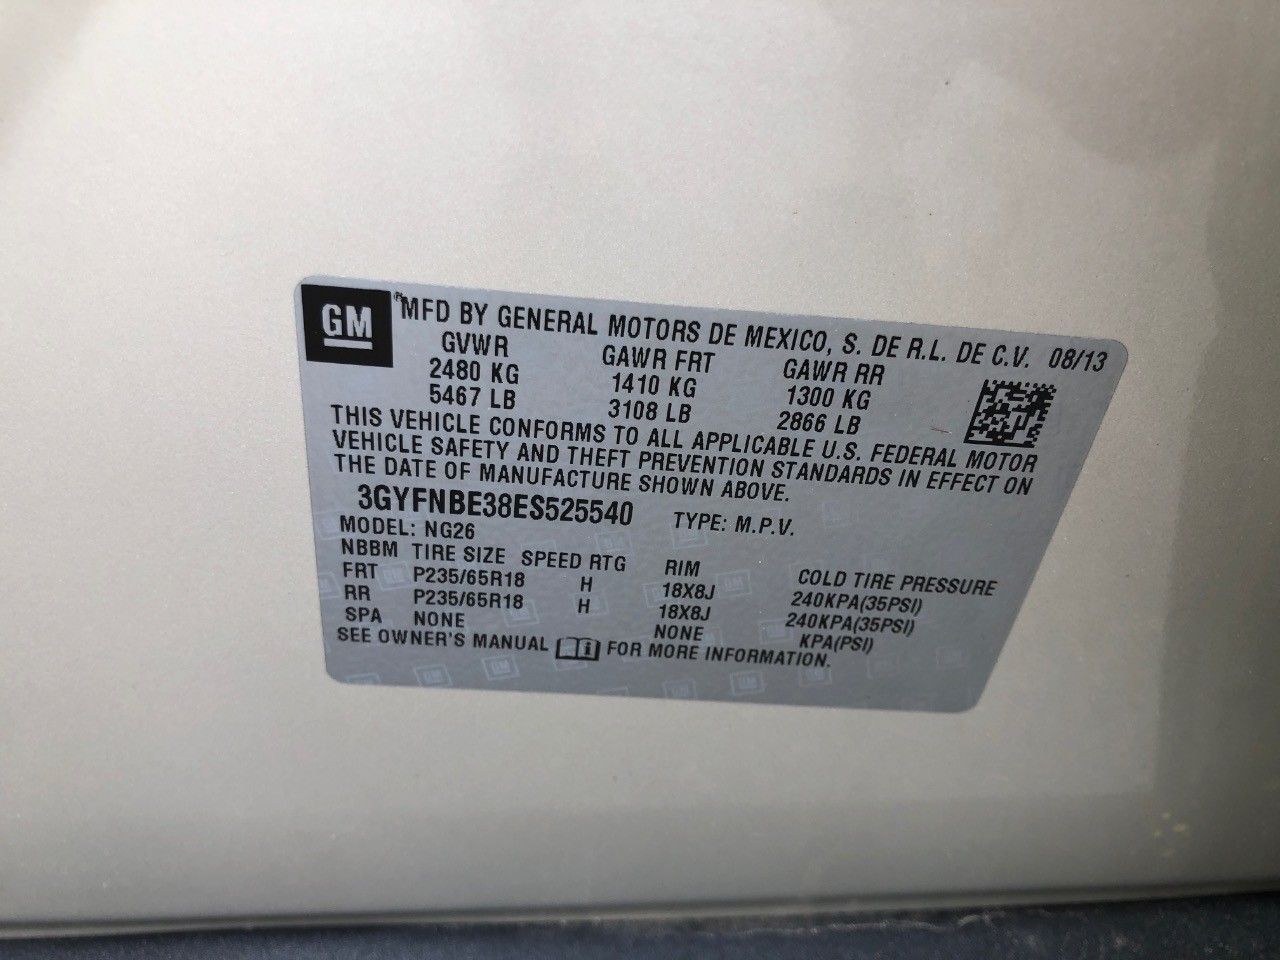 GM ® MFD BY GENERAL MOTORS DE MEXICO, S. DE R.L. DE C.V. 08/13
GVWR GAWR FRT GAWR RR
2480 KG 1410 KG 1300 KG
5467 LB 3108 LB 2866 LB
THIS VEHICLE CONFORMS TO ALL APPLICABLE U.S. FEDERAL MOTOR
VEHICLE SAFETY AND THEFT PREVENTION STANDARDS IN EFFECT ON
THE DATE OF MANUFACTURE SHOWN ABOVE.
3GYFNBE38ES525540 TYPE: M.P.V.
MODEL: NG26
NBBM TIRE SIZE SPEED RTG RIM COLD TIRE PRESSURE
FRT P235/65R18 H 18X8J 240KPA(35PSI)
RR P235/65R18 H 18X8J 240KPA(35PSI)
SPA NONE NONE KPA(PSI)
SEE OWNER'S MANUAL i FOR MORE INFORMATION.